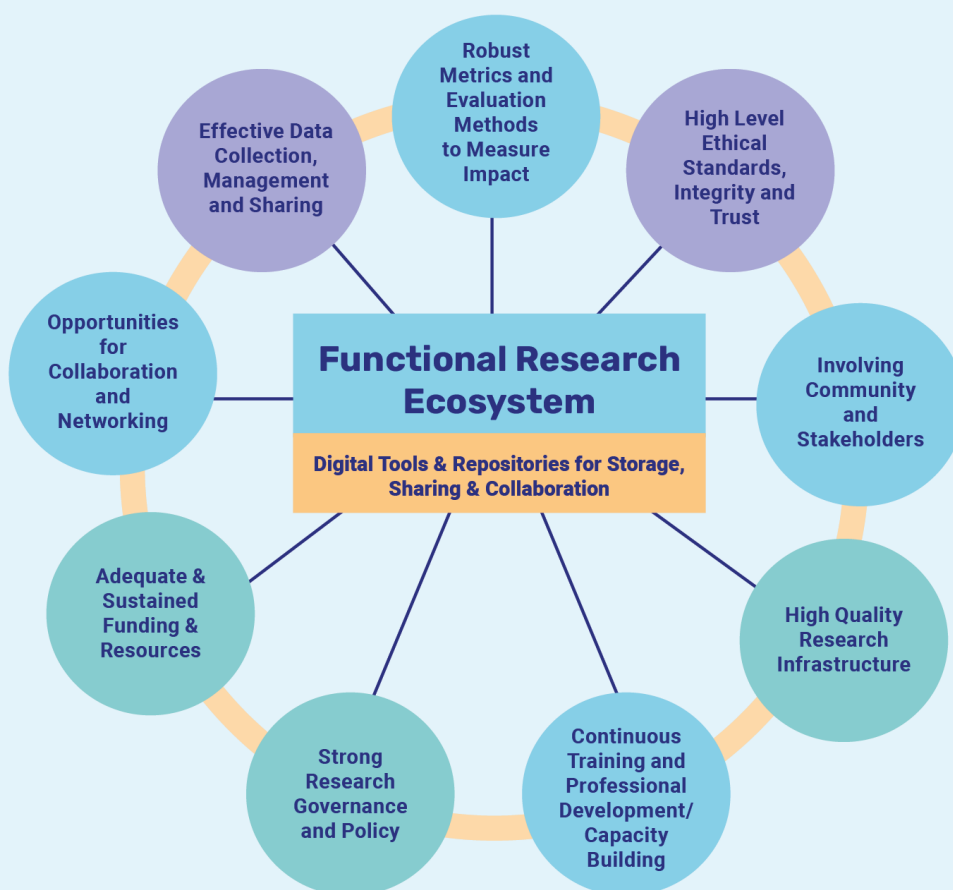 Robust
Metrics and
Evaluation
Methods
to Measure
Impact
High Level
Ethical
Standards,
Integrity and
Trust
Involving
Community
and
Stakeholders
High Quality
Research
Infrastructure
Continuous
Training and
Professional
Development/
Capacity
Building
Strong
Research
Governance
and Policy
Adequate &
Sustained
Funding &
Resources
Opportunities
for
Collaboration
and
Networking
Effective Data
Collection,
Management
and Sharing
Functional Research
Ecosystem
Digital Tools & Repositories for Storage,
Sharing & Collaboration